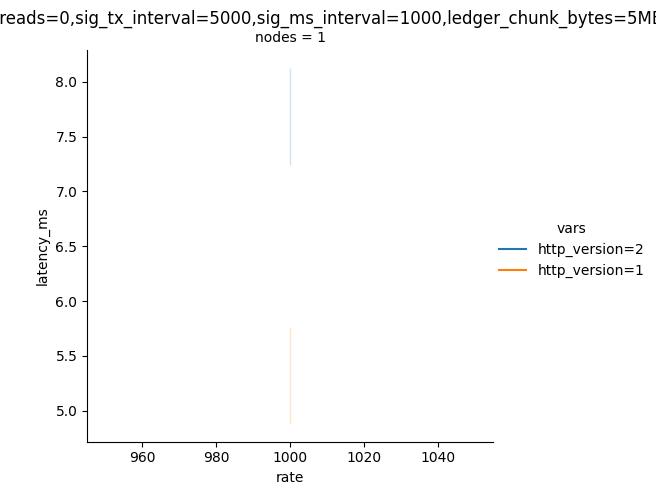 reads=0,sig_tx_interval=5000,sig_ms_interval=1000,ledger_chunk_bytes=5MB
nodes = 1
8.0
7.5
7.0
6.5
6.0
5.5
5.0
latency_ms
960
980
1000
1020
1040
rate
vars
http_version=2
http_version=1